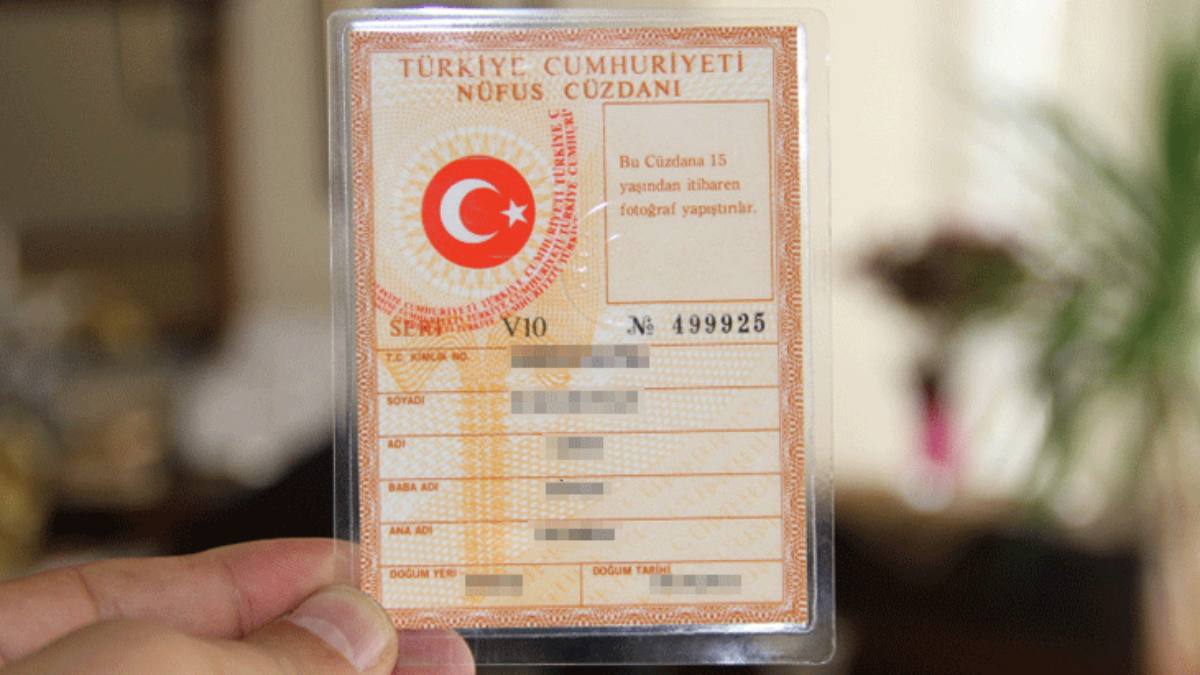 TÜRKİYE CUMHURİYETİ
NÜFUS CÜZDANI
Bu Cüzdana 15
yaşından itibaren
fotoğraf yapıştırılır.
SERİ V10 № 499925
T.C. KİMLİK NO.
SOYADI
ADI
BABA ADI
ANA ADI
DOĞUM YERİ DOĞUM TARİHİ